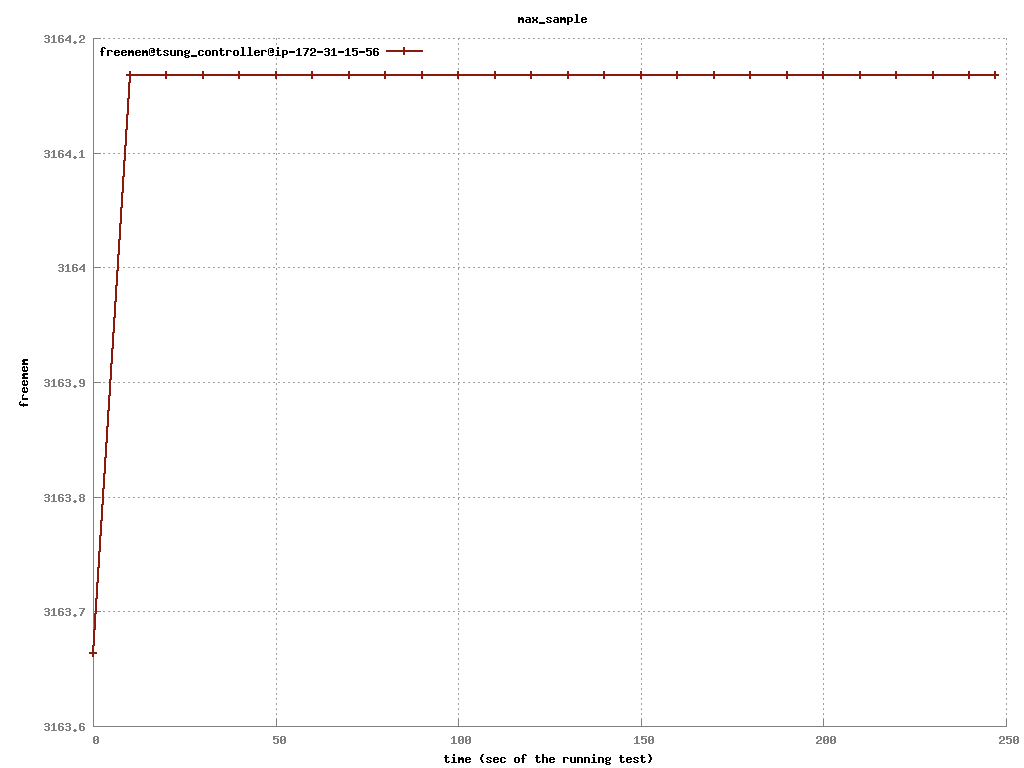 max_sample
3164.2
freemem@tsung_controller@ip-172-31-15-56
3164.1
3164
3163.9
freemem
3163.8
3163.7
3163.6
0 50 100 150 200 250
time (sec of the running test)